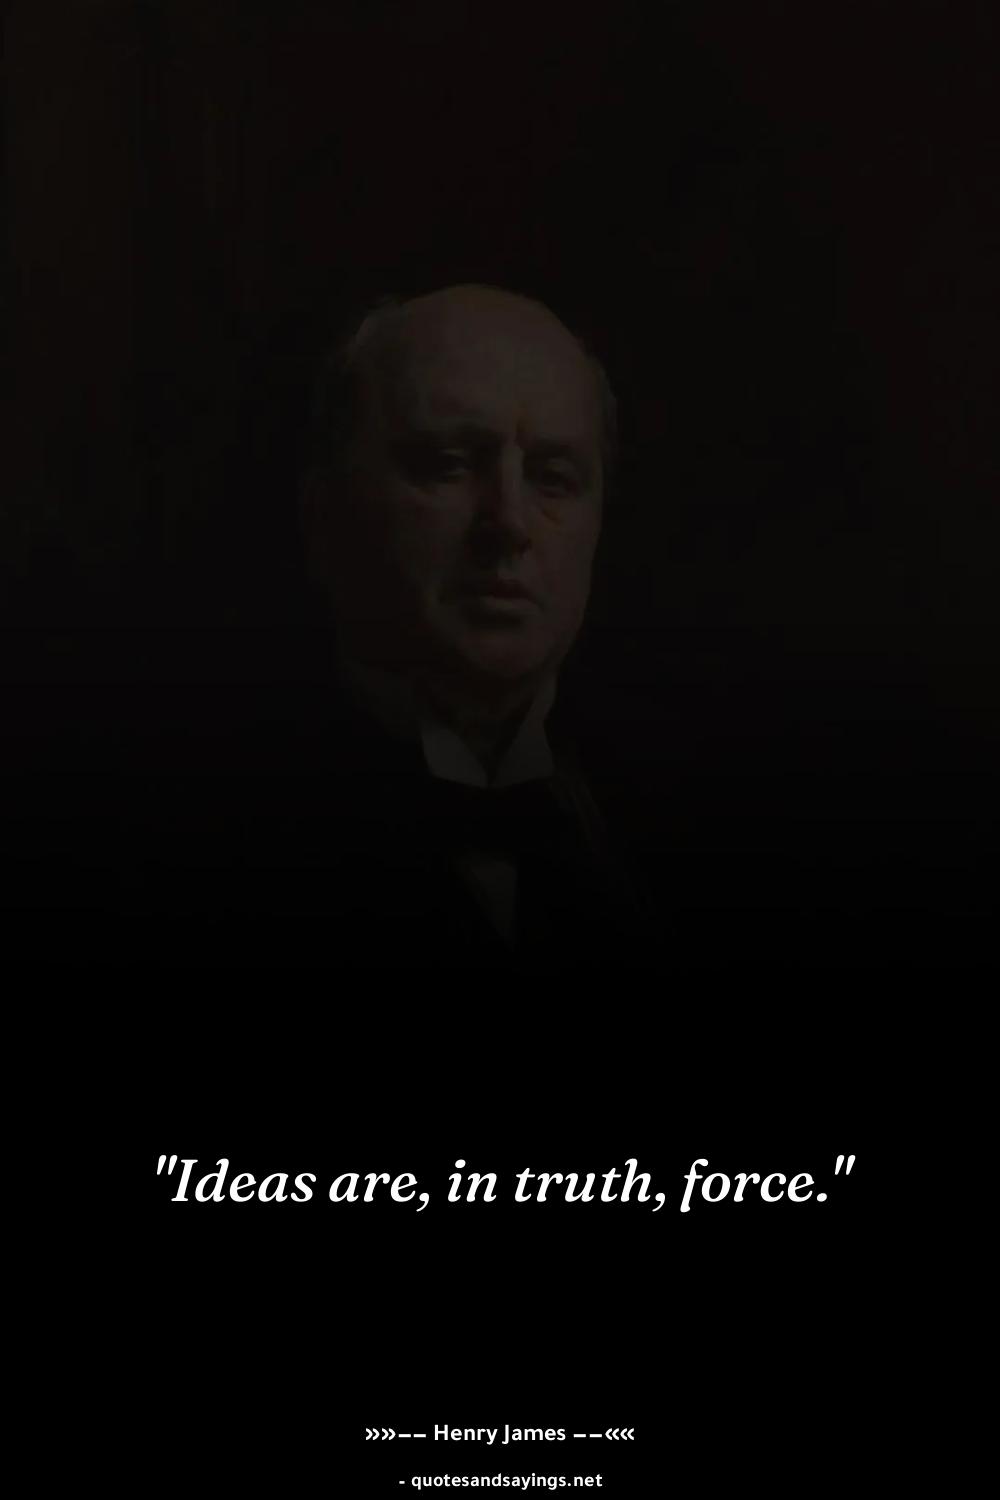 "Ideas are, in truth, force."
»»−− Henry James −−««
- quotesandsayings.net